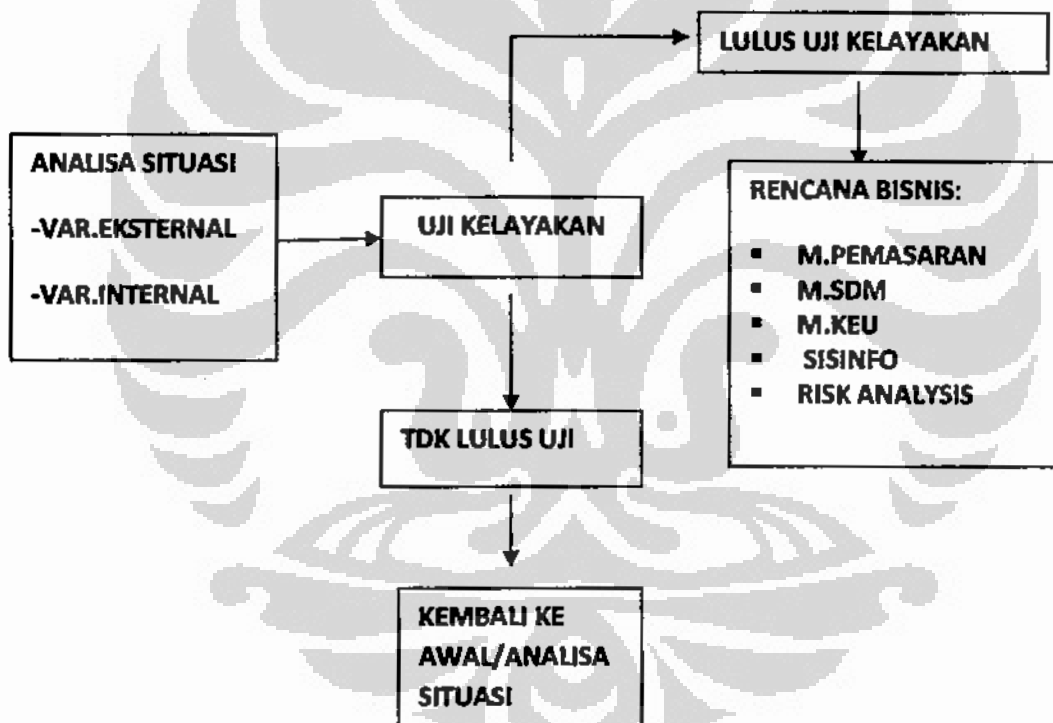 LULUS UJI KELAYAKAN
ANALISA SITUASI
-VAR.EKSTERNAL
-VAR.INTERNAL
UJI KELAYAKAN
RENCANA BISNIS:
▪ M.PEMASARAN
▪ M.SDM
▪ M.KEU
▪ SISINFO
▪ RISK ANALYSIS
TDK LULUS UJI
KEMBALI KE
AWAL/ANALISA
SITUASI